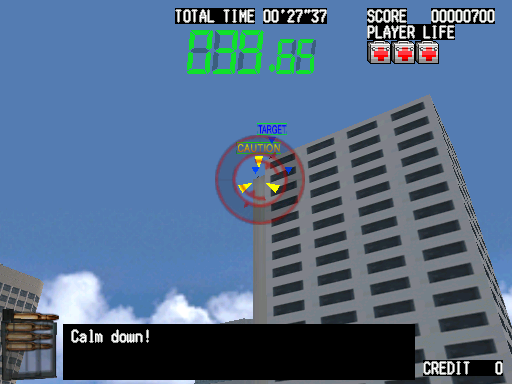 TOTAL TIME 00'27"37
SCORE 00000700
PLAYER LIFE
039.65
TARGET
CAUTION
Calm down!
CREDIT 0